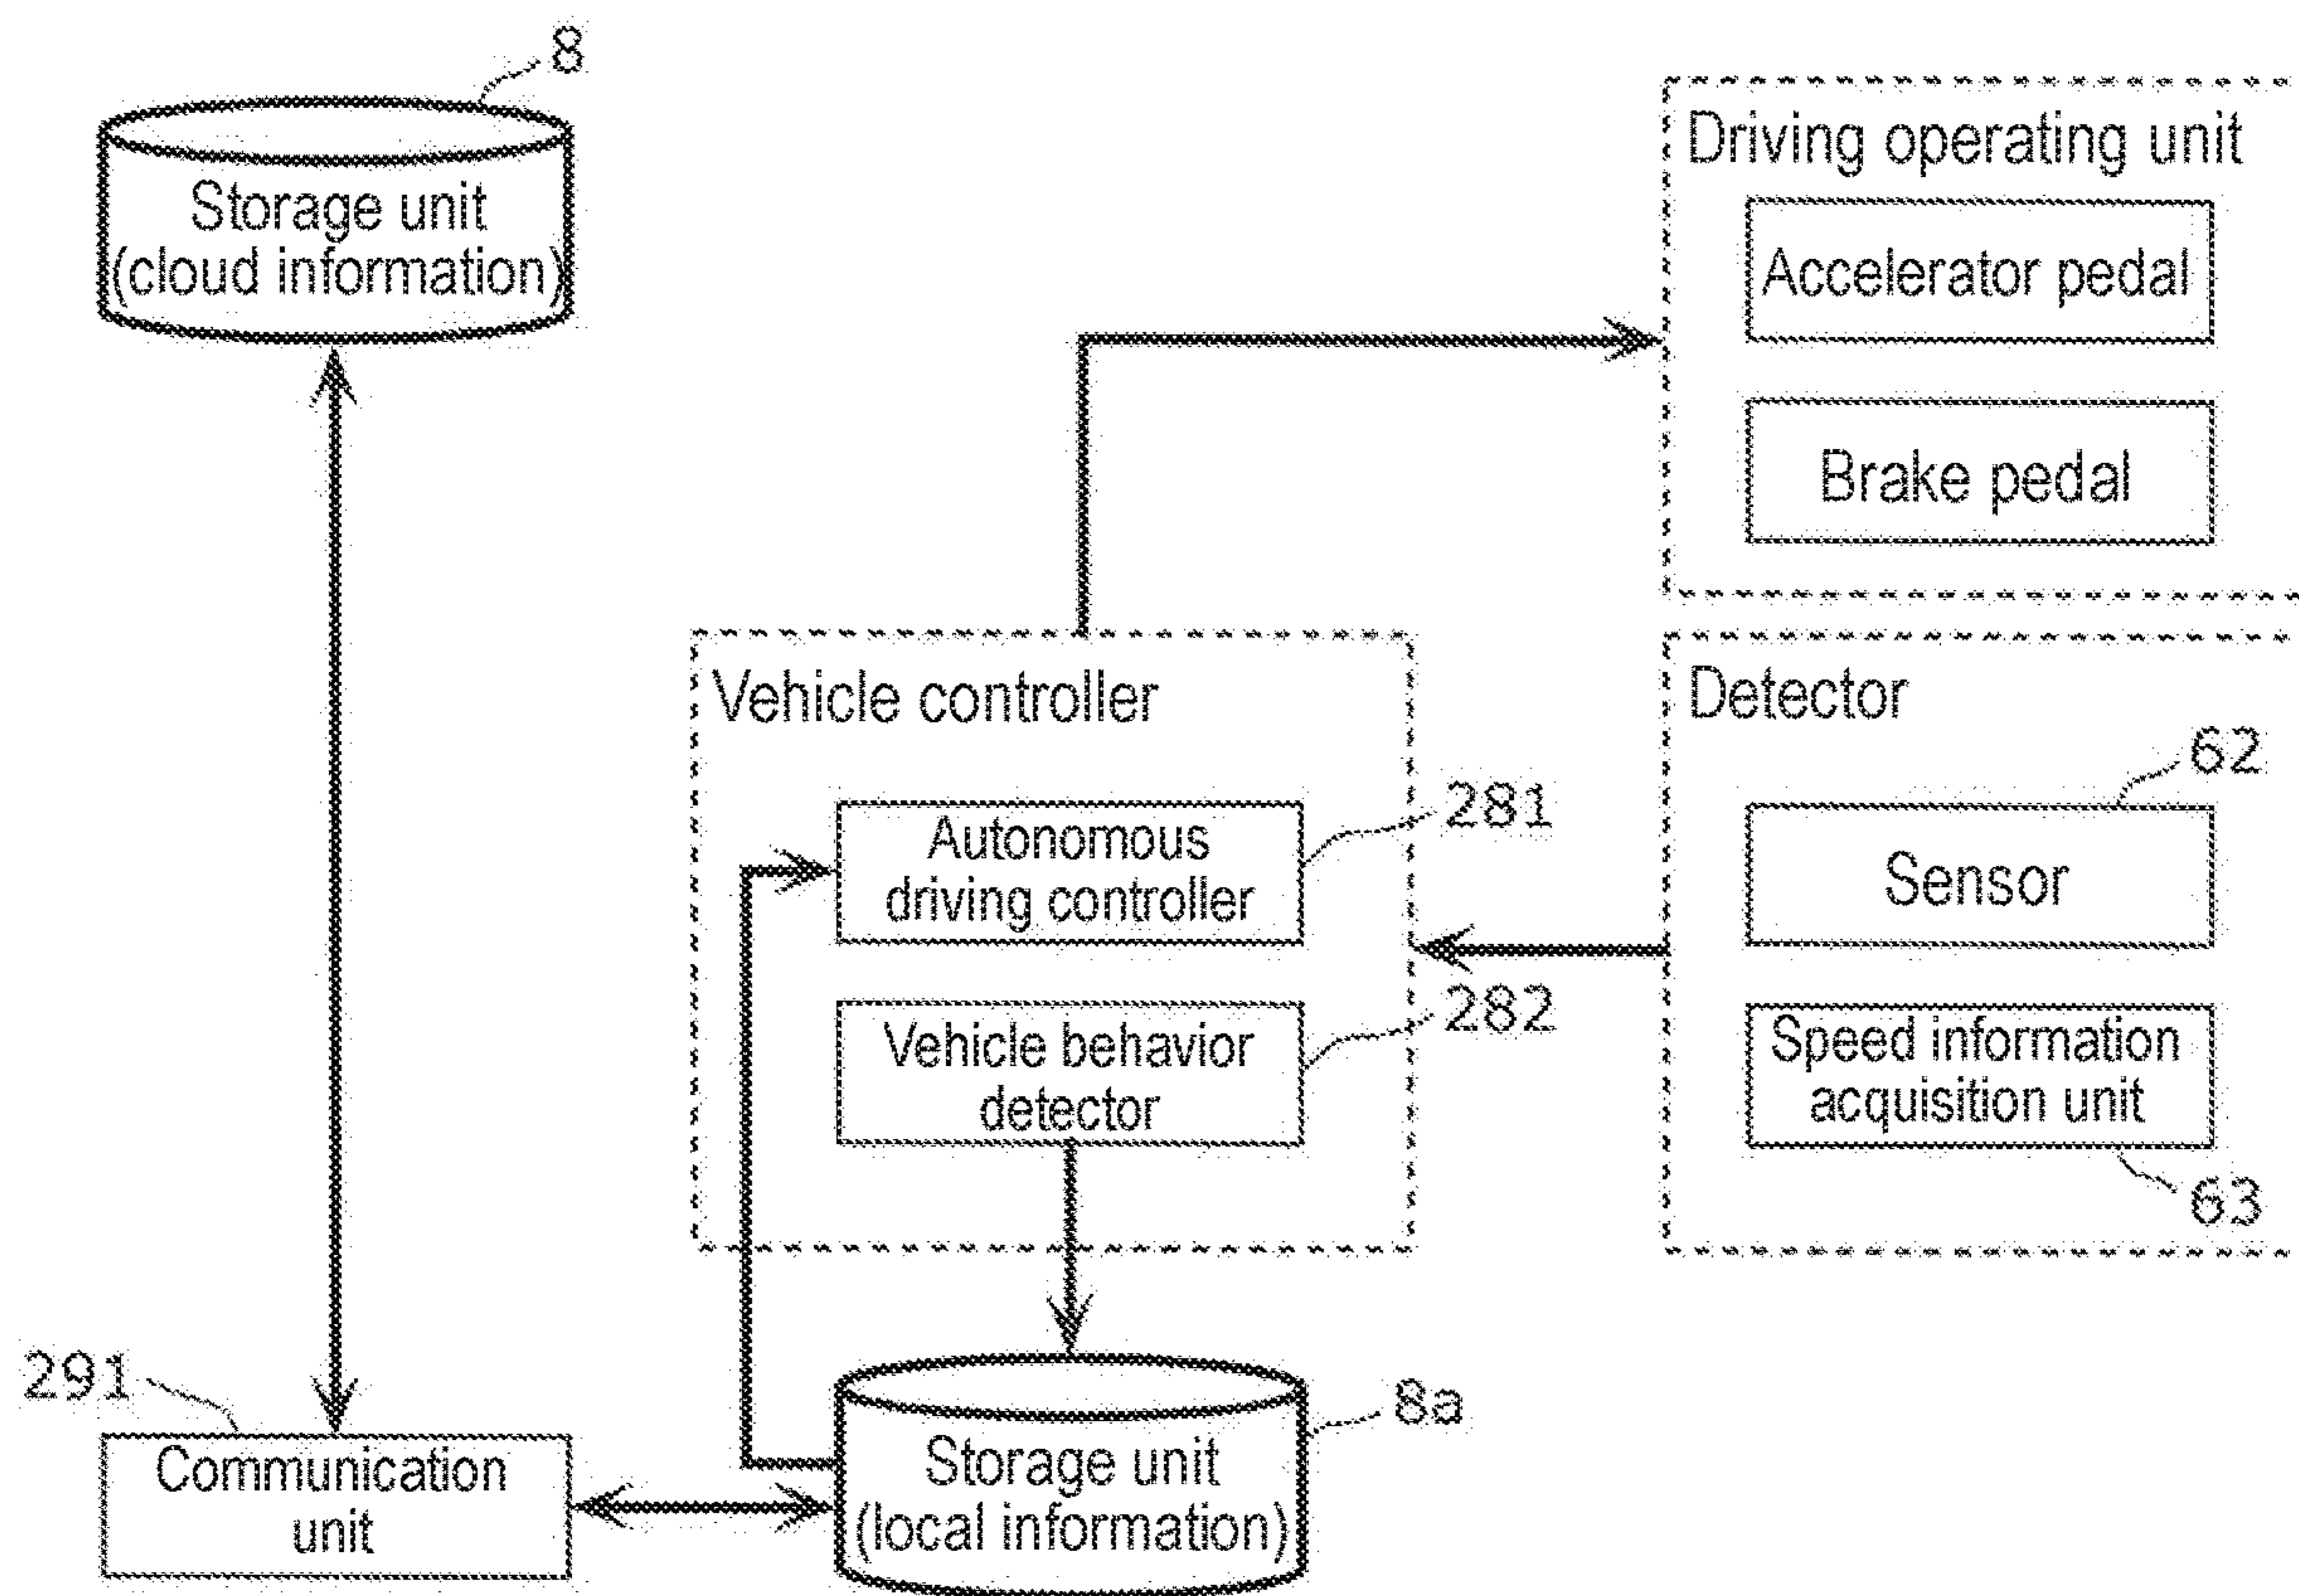 8
Storage unit
(cloud information)
Driving operating unit
Accelerator pedal
Brake pedal
Vehicle controller
Autonomous
driving controller
281
Vehicle behavior
detector
282
Detector
62
Sensor
Speed information
acquisition unit
63
291
Communication
unit
8a
Storage unit
(local information)